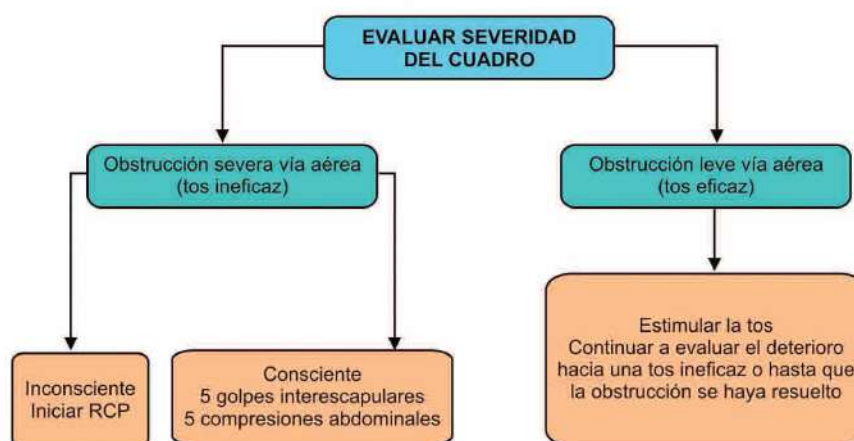 EVALUAR SEVERIDAD
DEL CUADRO
Obstrucción severa vía aérea
(tos ineficaz)
Obstrucción leve vía aérea
(tos eficaz)
Inconsciente
Iniciar RCP
Consciente
5 golpes interescapulares
5 compresiones abdominales
Estimular la tos
Continuar a evaluar el deterioro
hacia una tos ineficaz o hasta que
la obstrucción se haya resuelto